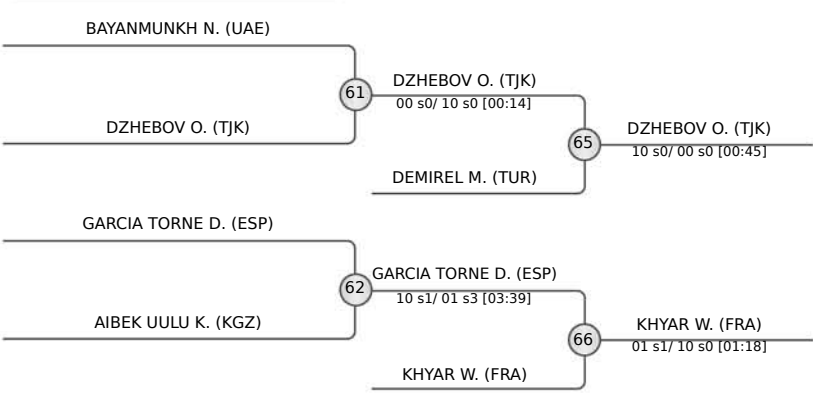 BAYANMUNKH N. (UAE)
61
DZHEBOV O. (TJK)
00 s0/ 10 s0 [00:14]
DZHEBOV O. (TJK)
65
DZHEBOV O. (TJK)
10 s0/ 00 s0 [00:45]
DEMIREL M. (TUR)
GARCIA TORNE D. (ESP)
62
GARCIA TORNE D. (ESP)
10 s1/ 01 s3 [03:39]
AIBEK UULU K. (KGZ)
66
KHYAR W. (FRA)
01 s1/ 10 s0 [01:18]
KHYAR W. (FRA)